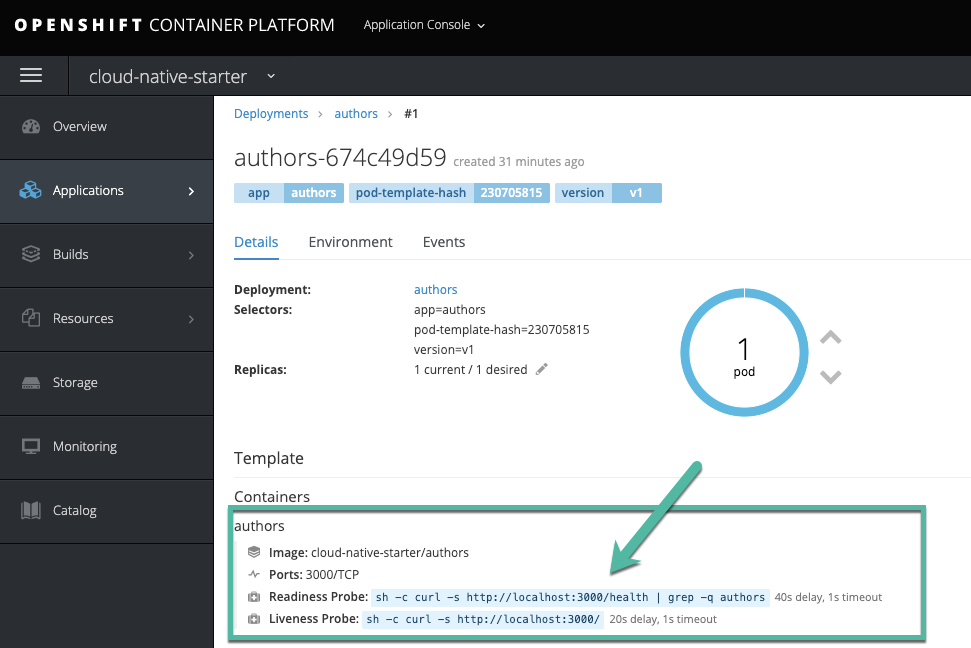 OPENSHIFT CONTAINER PLATFORM Application Console
cloud-native-starter
Overview
Applications
Builds
Resources
Storage
Monitoring
Catalog
Deployments > authors > #1
authors-674c49d59 created 31 minutes ago
app authors pod-template-hash 230705815 version v1
Details Environment Events
Deployment: authors
Selectors: app=authors
pod-template-hash=230705815
version=v1
Replicas: 1 current / 1 desired
1
pod
Template
Containers
authors
Image: cloud-native-starter/authors
Ports: 3000/TCP
Readiness Probe: sh -c curl -s http://localhost:3000/health | grep -q authors 40s delay, 1s timeout
Liveness Probe: sh -c curl -s http://localhost:3000/ 20s delay, 1s timeout